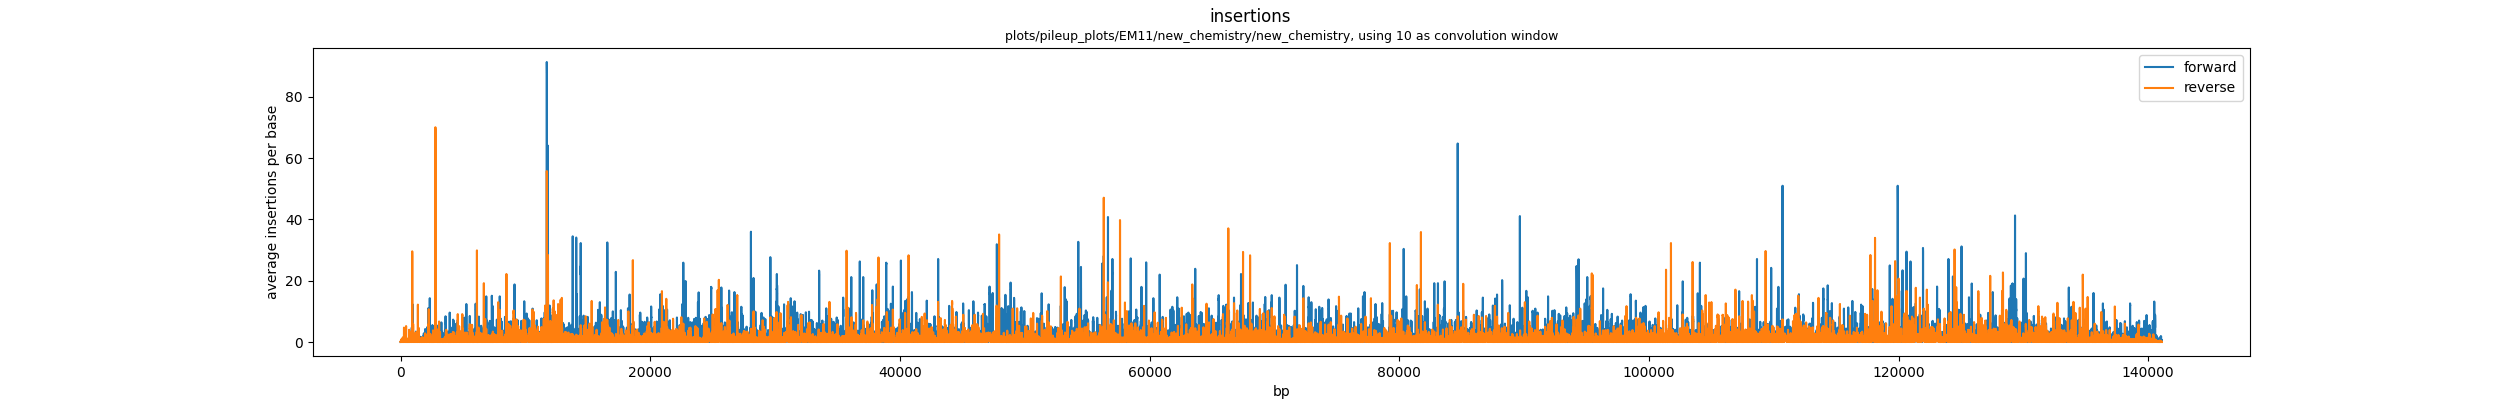 insertions
plots/pileup_plots/EM11/new_chemistry/new_chemistry, using 10 as convolution window
forward
reverse
average insertions per base
80
60
40
20
0
0 20000 40000 60000 80000 100000 120000 140000
bp